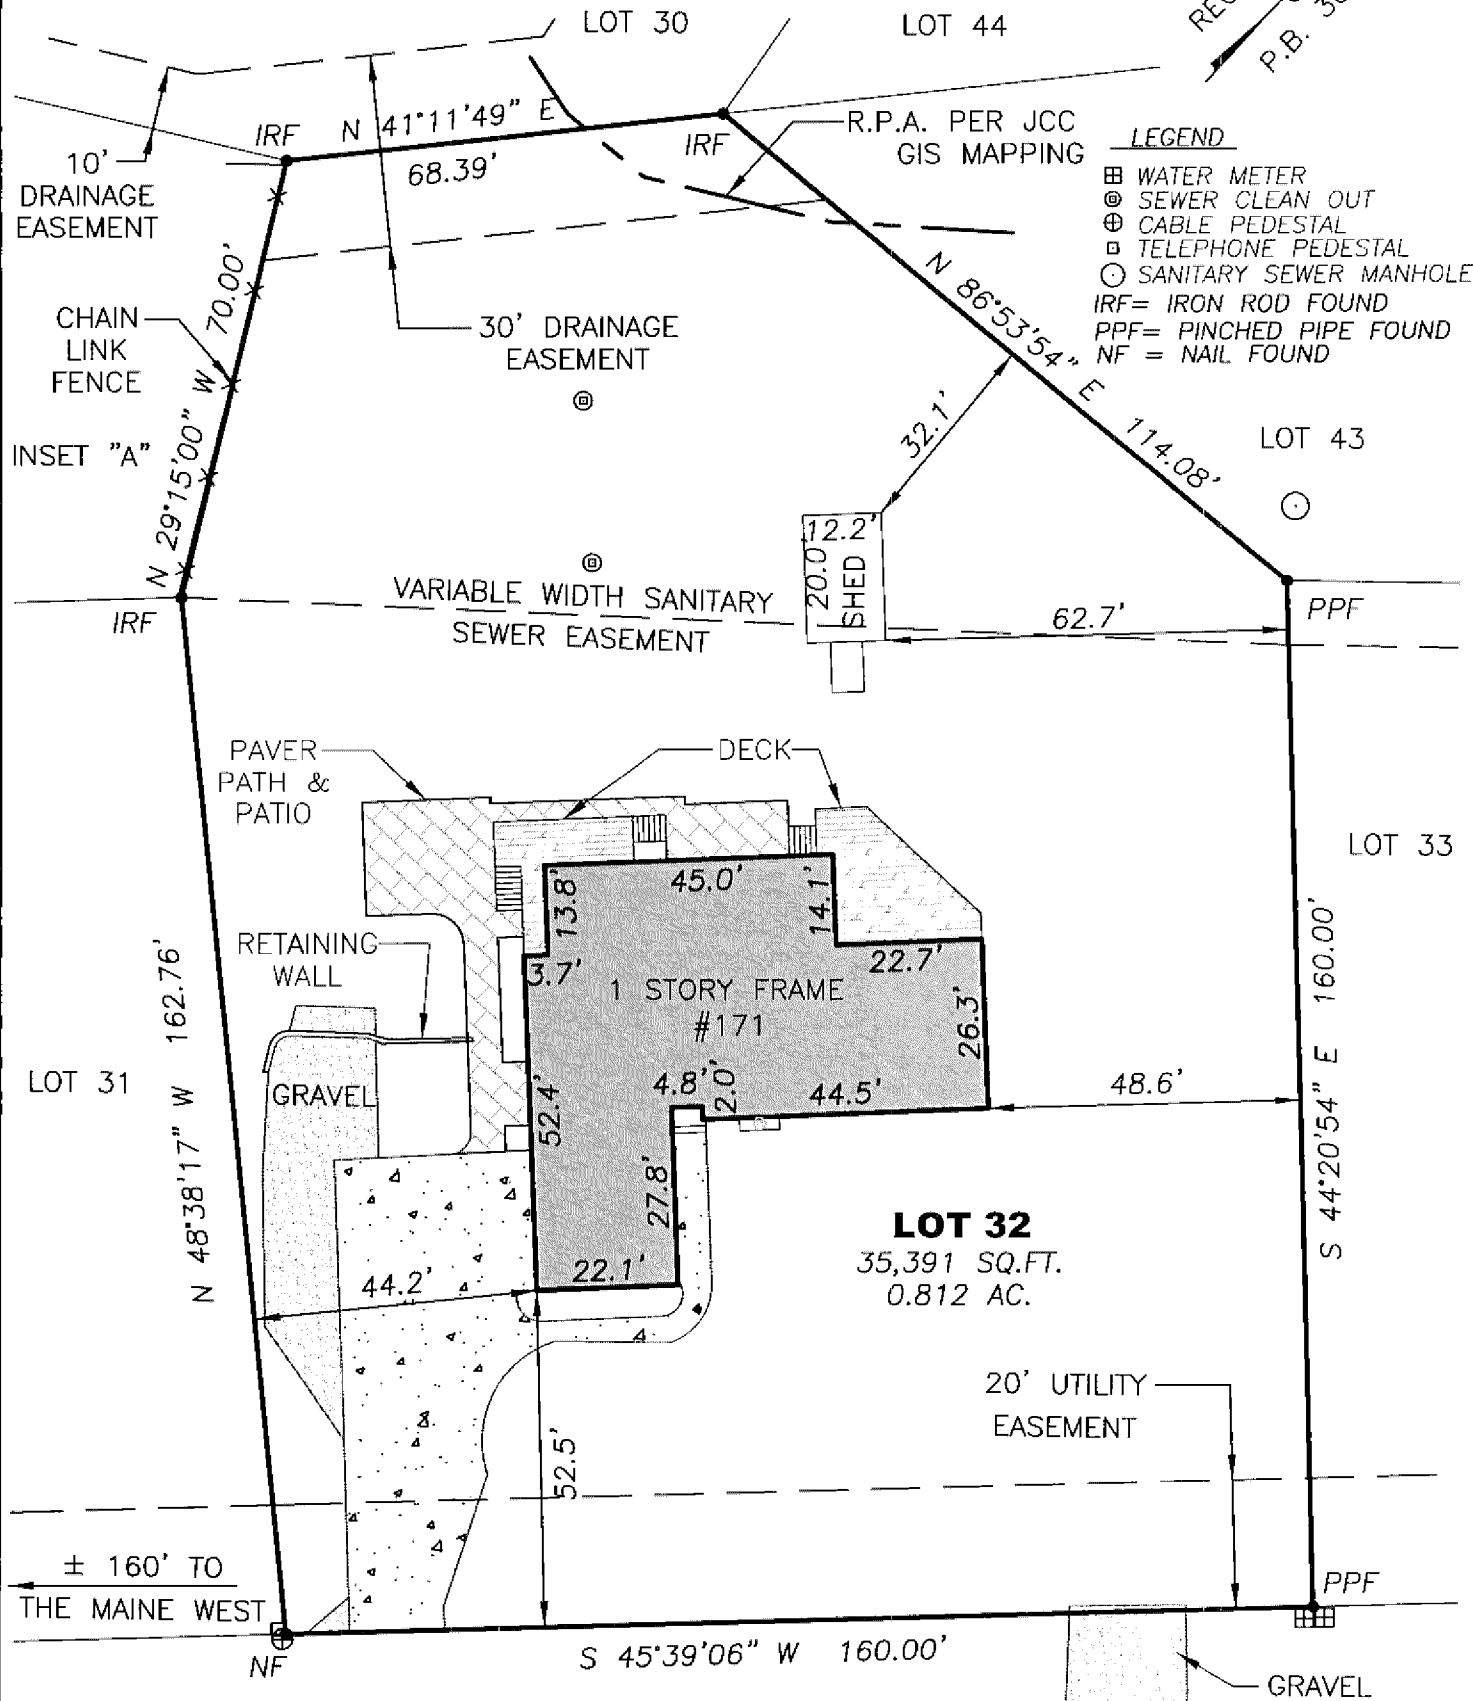 LOT 30
LOT 44
P.B.
IRF
N 41°11'49" E
68.39'
IRF
R.P.A. PER JCC
GIS MAPPING
LEGEND
WATER METER
SEWER CLEAN OUT
CABLE PEDESTAL
TELEPHONE PEDESTAL
SANITARY SEWER MANHOLE
IRF= IRON ROD FOUND
PPF= PINCHED PIPE FOUND
NF = NAIL FOUND
10'
DRAINAGE
EASEMENT
CHAIN
LINK
FENCE
N 29°15'00" W 70.00'
30' DRAINAGE
EASEMENT
N 86°53'54" E 114.08'
INSET "A"
32.1'
LOT 43
12.2'
20.0'
SHED
VARIABLE WIDTH SANITARY
SEWER EASEMENT
62.7'
IRF
PPF
PAVER
PATH &
PATIO
DECK
LOT 33
45.0'
13.8'
14.1'
RETAINING
WALL
3.7'
22.7'
1 STORY FRAME
#171
26.3'
N 48°38'17" W 162.76'
S 44°20'54" E 160.00'
LOT 31
GRAVEL
4.8'
2.0'
44.5'
48.6'
52.4'
27.8'
LOT 32
35,391 SQ.FT.
0.812 AC.
22.1'
44.2'
20' UTILITY
EASEMENT
52.5'
± 160' TO
THE MAINE WEST
PPF
NF
S 45°39'06" W 160.00'
GRAVEL